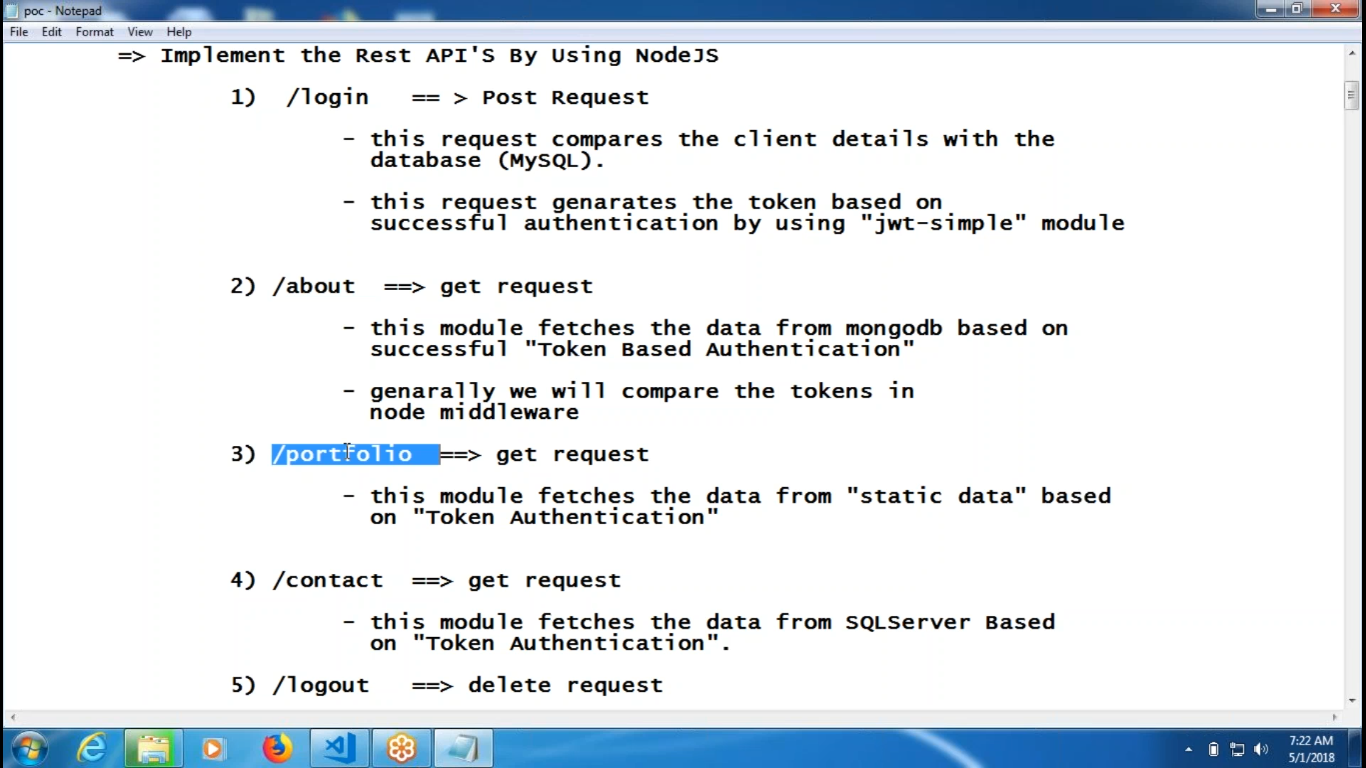 poc - Notepad
File Edit Format View Help
=> Implement the Rest API'S By Using NodeJS
1) /login == > Post Request
- this request compares the client details with the
database (MySQL).
- this request genarates the token based on
successful authentication by using "jwt-simple" module
2) /about ==> get request
- this module fetches the data from mongodb based on
successful "Token Based Authentication"
- genarally we will compare the tokens in
node middleware
3) /portfolio ==> get request
- this module fetches the data from "static data" based
on "Token Authentication"
4) /contact ==> get request
- this module fetches the data from SQLServer Based
on "Token Authentication".
5) /logout ==> delete request
7:22 AM
5/1/2018